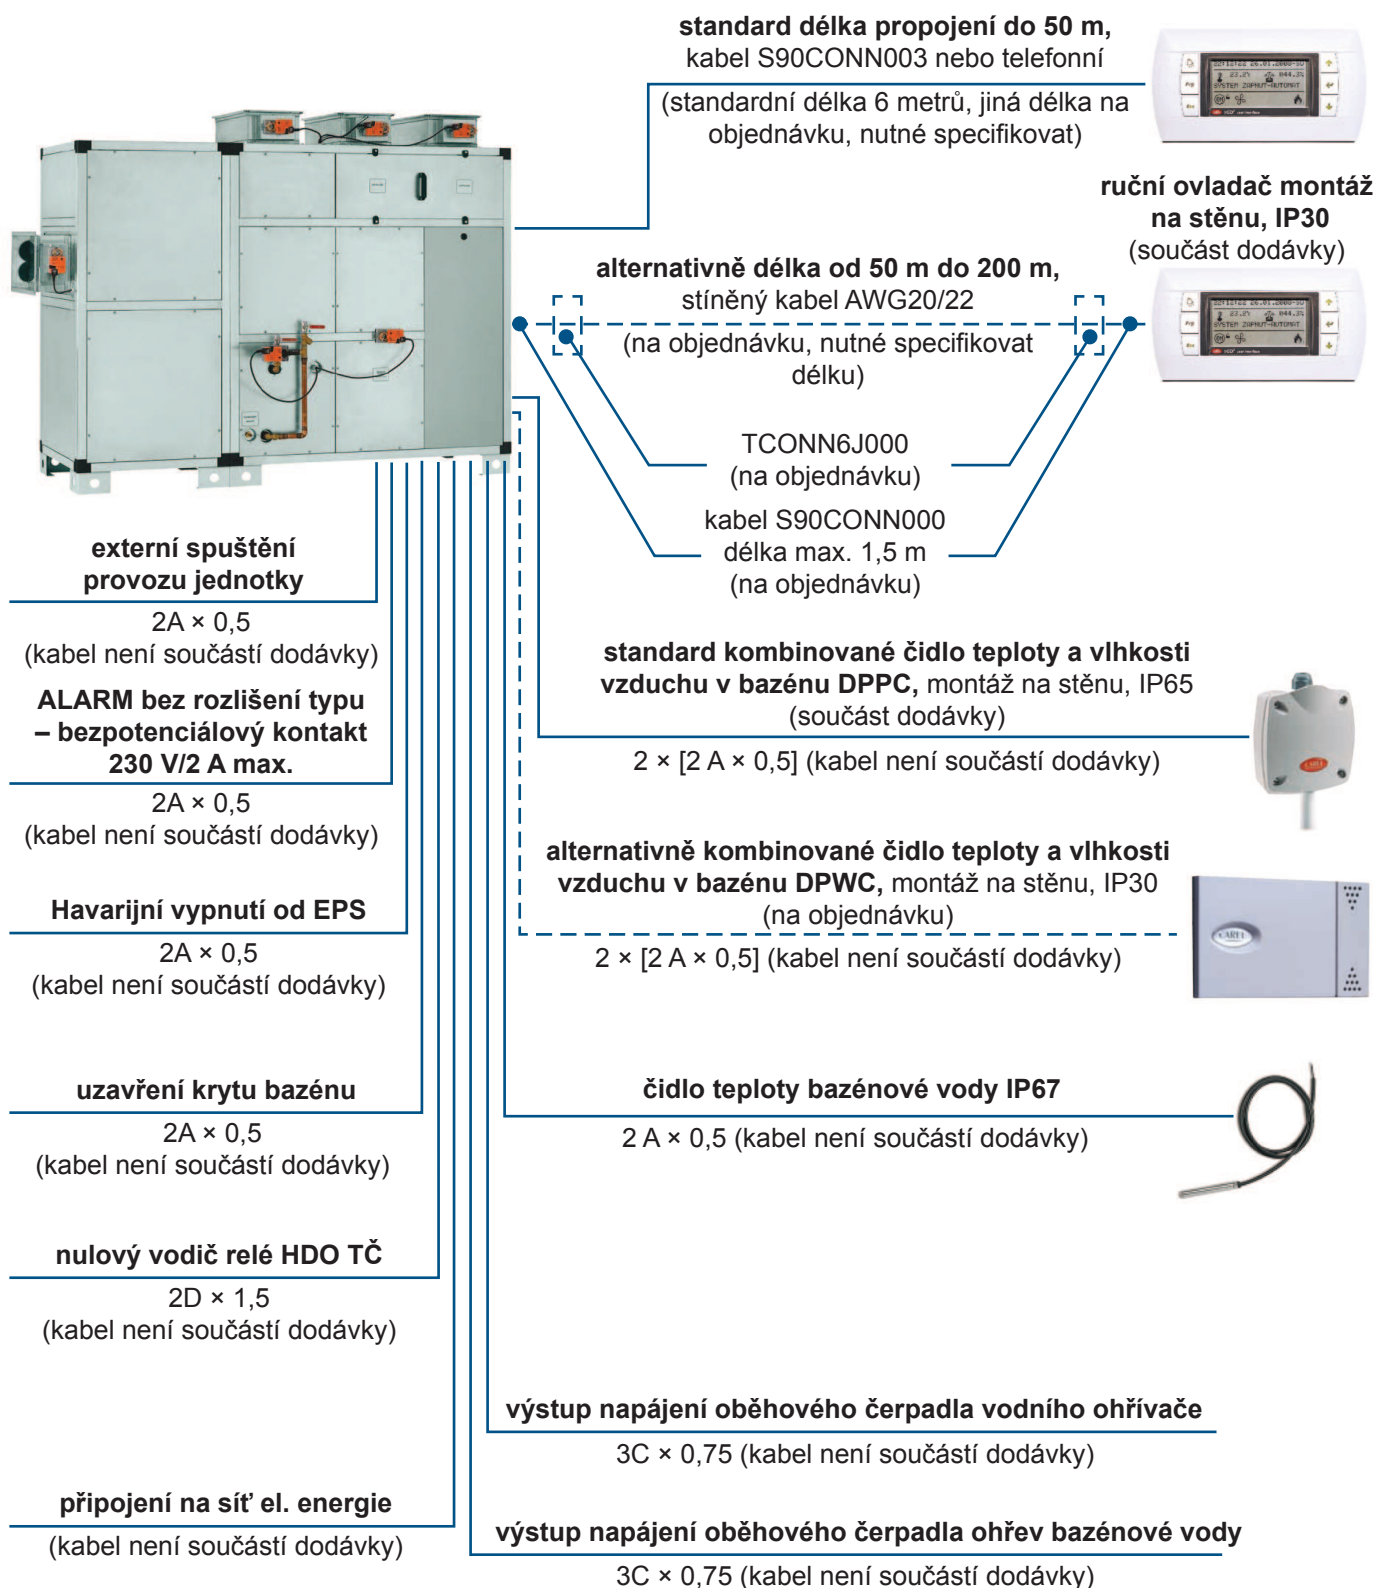 standard délka propojení do 50 m,
kabel S90CONN003 nebo telefonní
(standardní délka 6 metrů, jiná délka na
objednávku, nutné specifikovat)
ruční ovladač montáž
na stěnu, IP30
(součást dodávky)
alternativně délka od 50 m do 200 m,
stíněný kabel AWG20/22
(na objednávku, nutné specifikovat
délku)
TCONN6J000
(na objednávku)
kabel S90CONN000
délka max. 1,5 m
(na objednávku)
externí spuštění
provozu jednotky
2A × 0,5
(kabel není součástí dodávky)
ALARM bez rozlišení typu
– bezpotenciálový kontakt
230 V/2 A max.
2A × 0,5
(kabel není součástí dodávky)
Havarijní vypnutí od EPS
2A × 0,5
(kabel není součástí dodávky)
uzavření krytu bazénu
2A × 0,5
(kabel není součástí dodávky)
nulový vodič relé HDO TČ
2D × 1,5
(kabel není součástí dodávky)
připojení na síť el. energie
(kabel není součástí dodávky)
standard kombinované čidlo teploty a vlhkosti
vzduchu v bazénu DPPC, montáž na stěnu, IP65
(součást dodávky)
2 × [2 A × 0,5] (kabel není součástí dodávky)
CAREL
alternativně kombinované čidlo teploty a vlhkosti
vzduchu v bazénu DPWC, montáž na stěnu, IP30
(na objednávku)
2 × [2 A × 0,5] (kabel není součástí dodávky)
CAREL
čidlo teploty bazénové vody IP67
2 A × 0,5 (kabel není součástí dodávky)
výstup napájení oběhového čerpadla vodního ohřívače
3C × 0,75 (kabel není součástí dodávky)
výstup napájení oběhového čerpadla ohřev bazénové vody
3C × 0,75 (kabel není součástí dodávky)